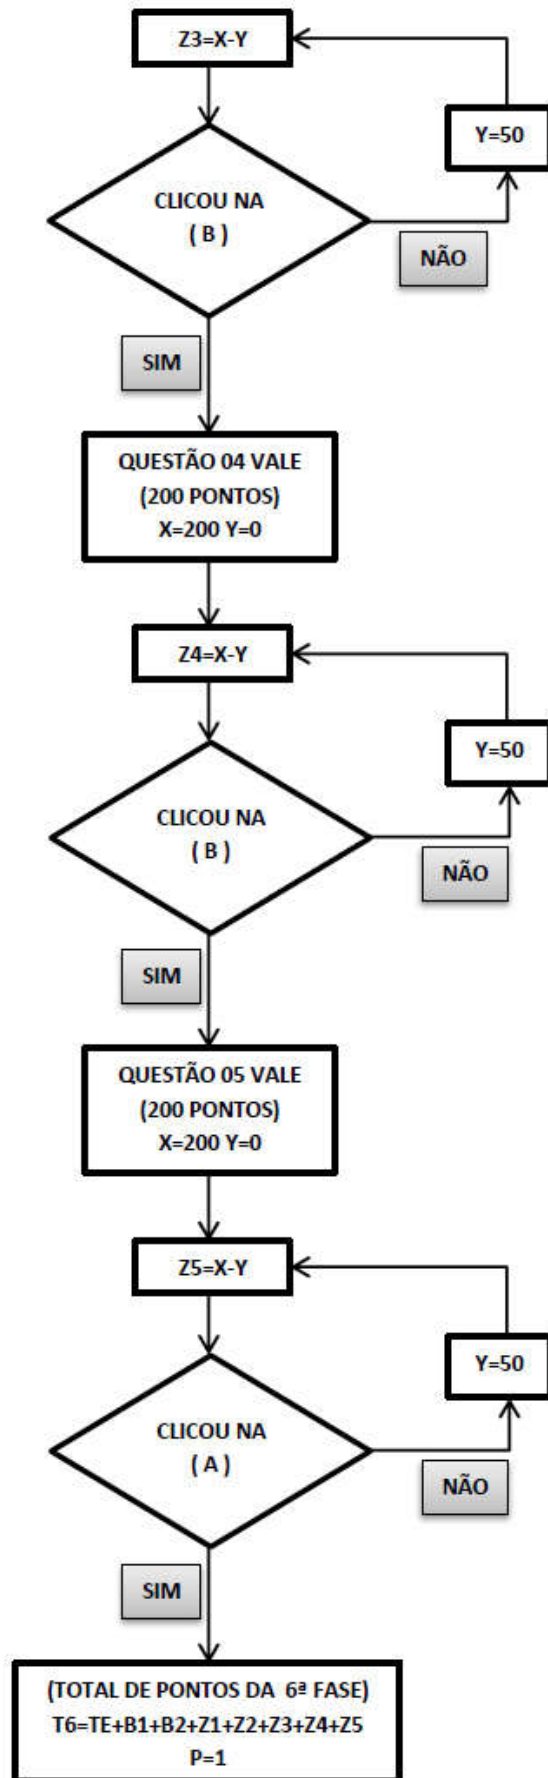 Z3=X-Y
Y=50
CLICOU NA
( B )
NÃO
SIM
QUESTÃO 04 VALE
(200 PONTOS)
X=200 Y=0
Z4=X-Y
Y=50
CLICOU NA
( B )
NÃO
SIM
QUESTÃO 05 VALE
(200 PONTOS)
X=200 Y=0
Z5=X-Y
Y=50
CLICOU NA
( A )
NÃO
SIM
(TOTAL DE PONTOS DA 6ª FASE)
T6=TE+B1+B2+Z1+Z2+Z3+Z4+Z5
P=1